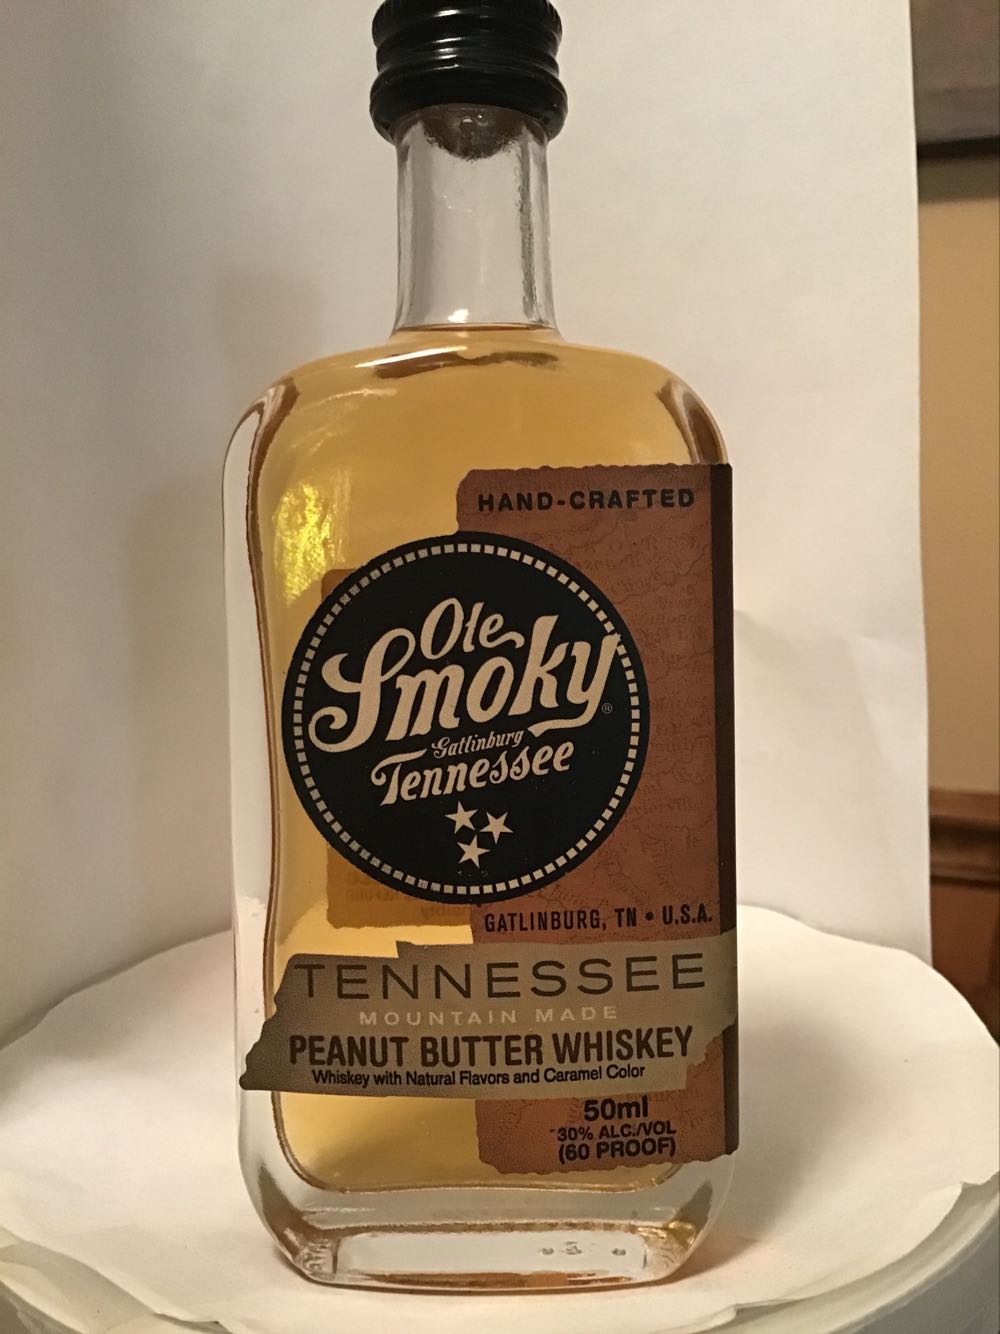 HAND-CRAFTED
Ole
Smoky®
Gatlinburg
Tennessee
GATLINBURG, TN • U.S.A.
TENNESSEE
MOUNTAIN MADE
PEANUT BUTTER WHISKEY
Whiskey with Natural Flavors and Caramel Color
50ml
30% ALC./VOL
(60 PROOF)